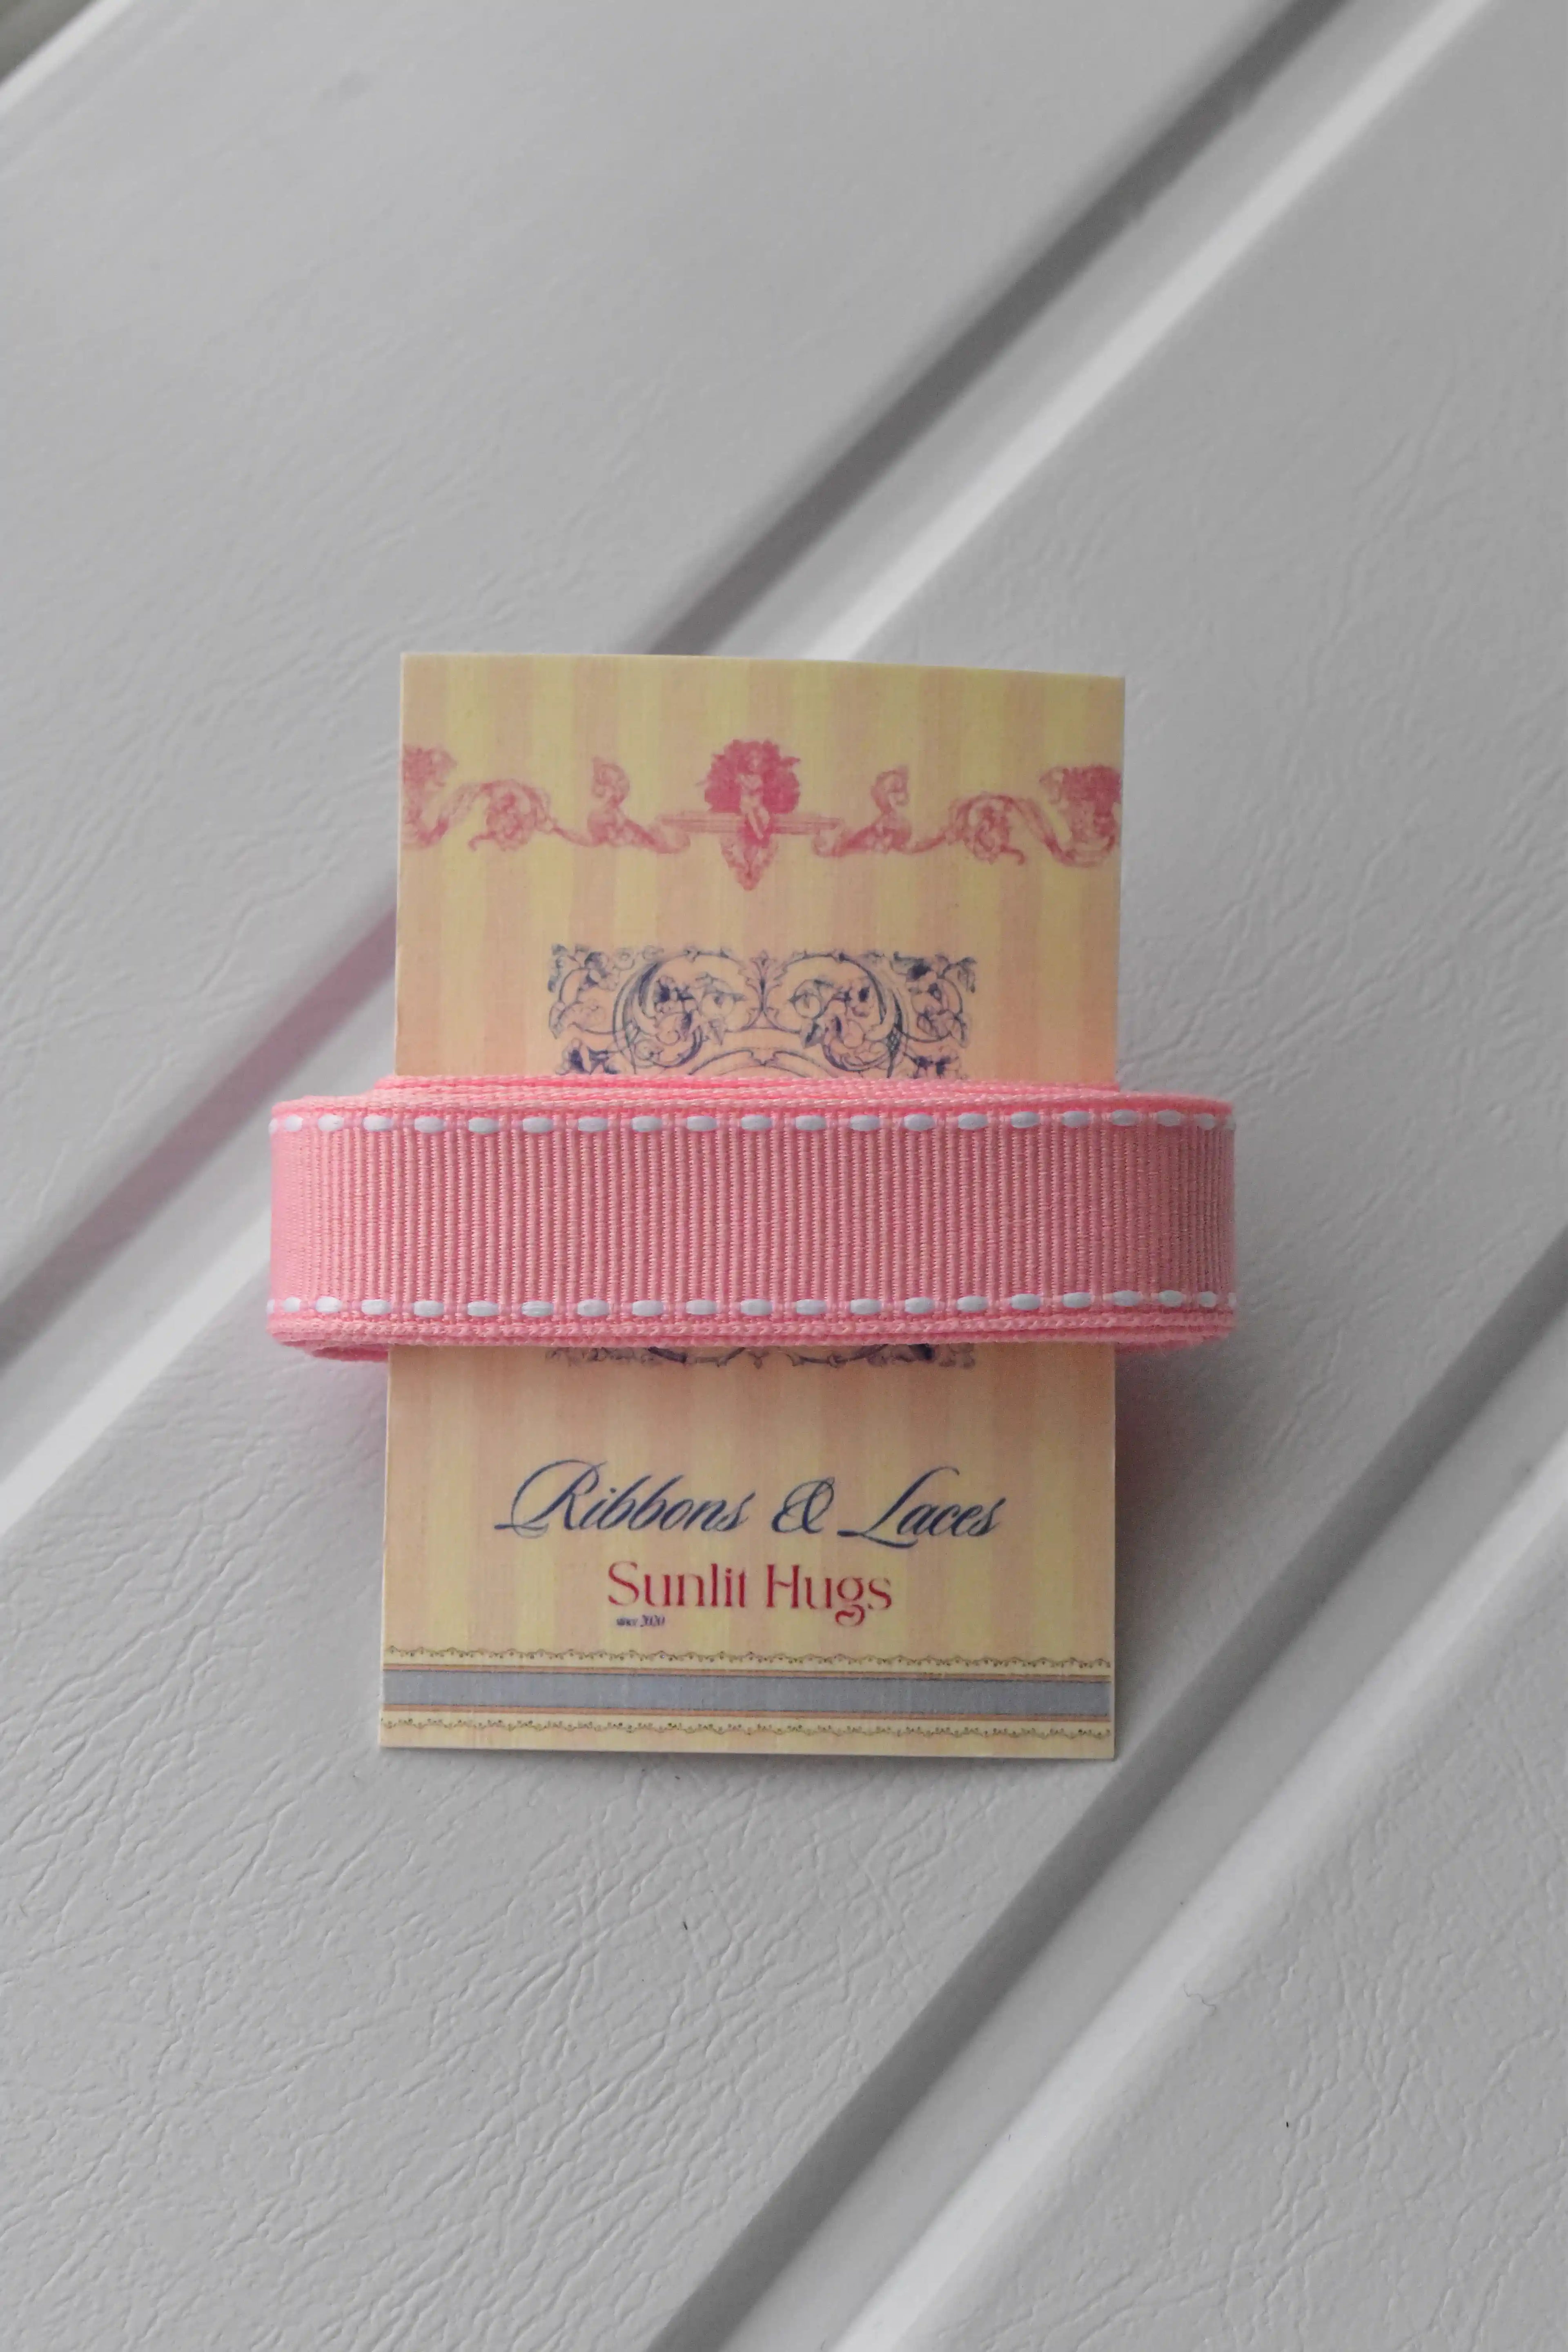 Ribbons & Laces
Sunlit Hugs
since 2020